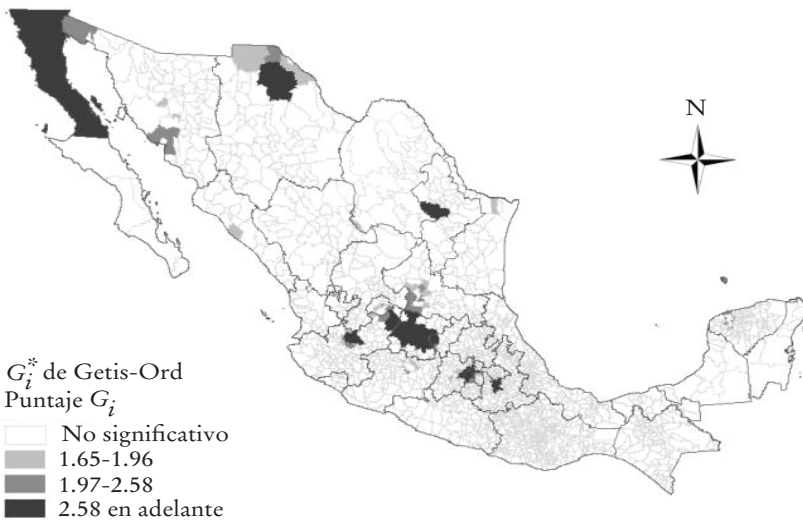 N
G*i de Getis-Ord
Puntaje Gi
No significativo
1.65-1.96
1.97-2.58
2.58 en adelante